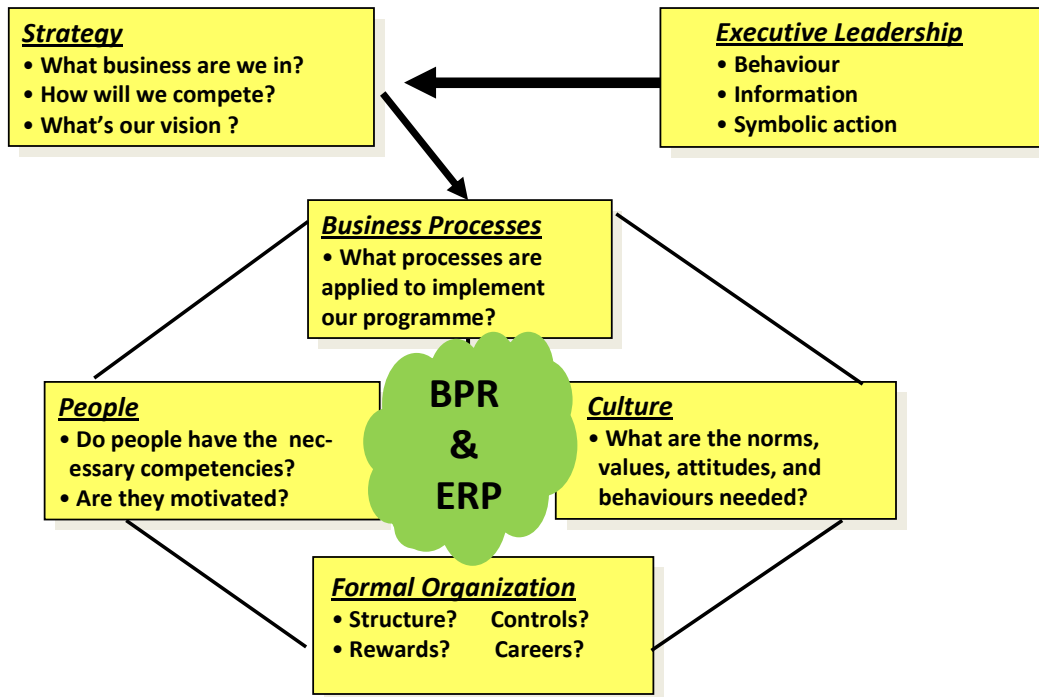 Strategy
• What business are we in?
• How will we compete?
• What's our vision ?
Executive Leadership
• Behaviour
• Information
• Symbolic action
Business Processes
• What processes are
applied to implement
our programme?
People
• Do people have the nec-
essary competencies?
• Are they motivated?
BPR
&
ERP
Culture
• What are the norms,
values, attitudes, and
behaviours needed?
Formal Organization
• Structure? Controls?
• Rewards? Careers?